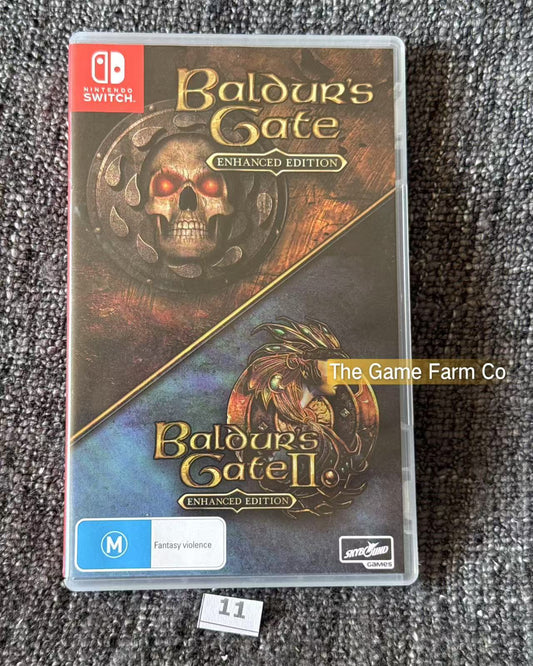 NINTENDO
SWITCH™
Baldur's
Gate
ENHANCED EDITION
The Game Farm Co
Baldur's
Gate II
ENHANCED EDITION
M
Fantasy violence
SKYBOUND
GAMES
11